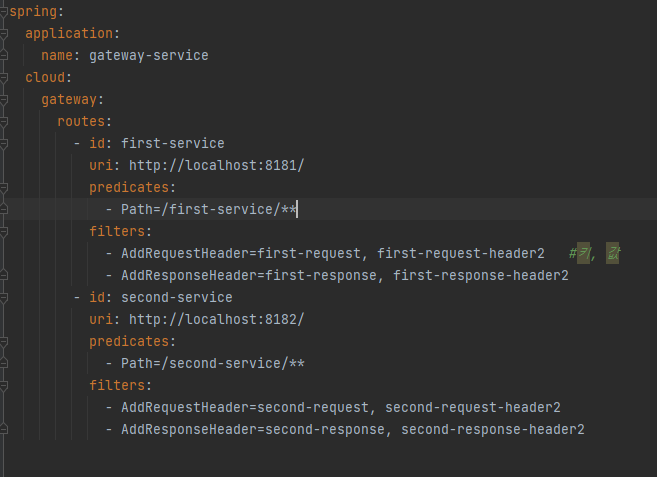 spring:
  application:
    name: gateway-service
  cloud:
    gateway:
      routes:
        - id: first-service
          uri: http://localhost:8181/
          predicates:
            - Path=/first-service/**
          filters:
            - AddRequestHeader=first-request, first-request-header2   #키, 값
            - AddResponseHeader=first-response, first-response-header2
        - id: second-service
          uri: http://localhost:8182/
          predicates:
            - Path=/second-service/**
          filters:
            - AddRequestHeader=second-request, second-request-header2
            - AddResponseHeader=second-response, second-response-header2